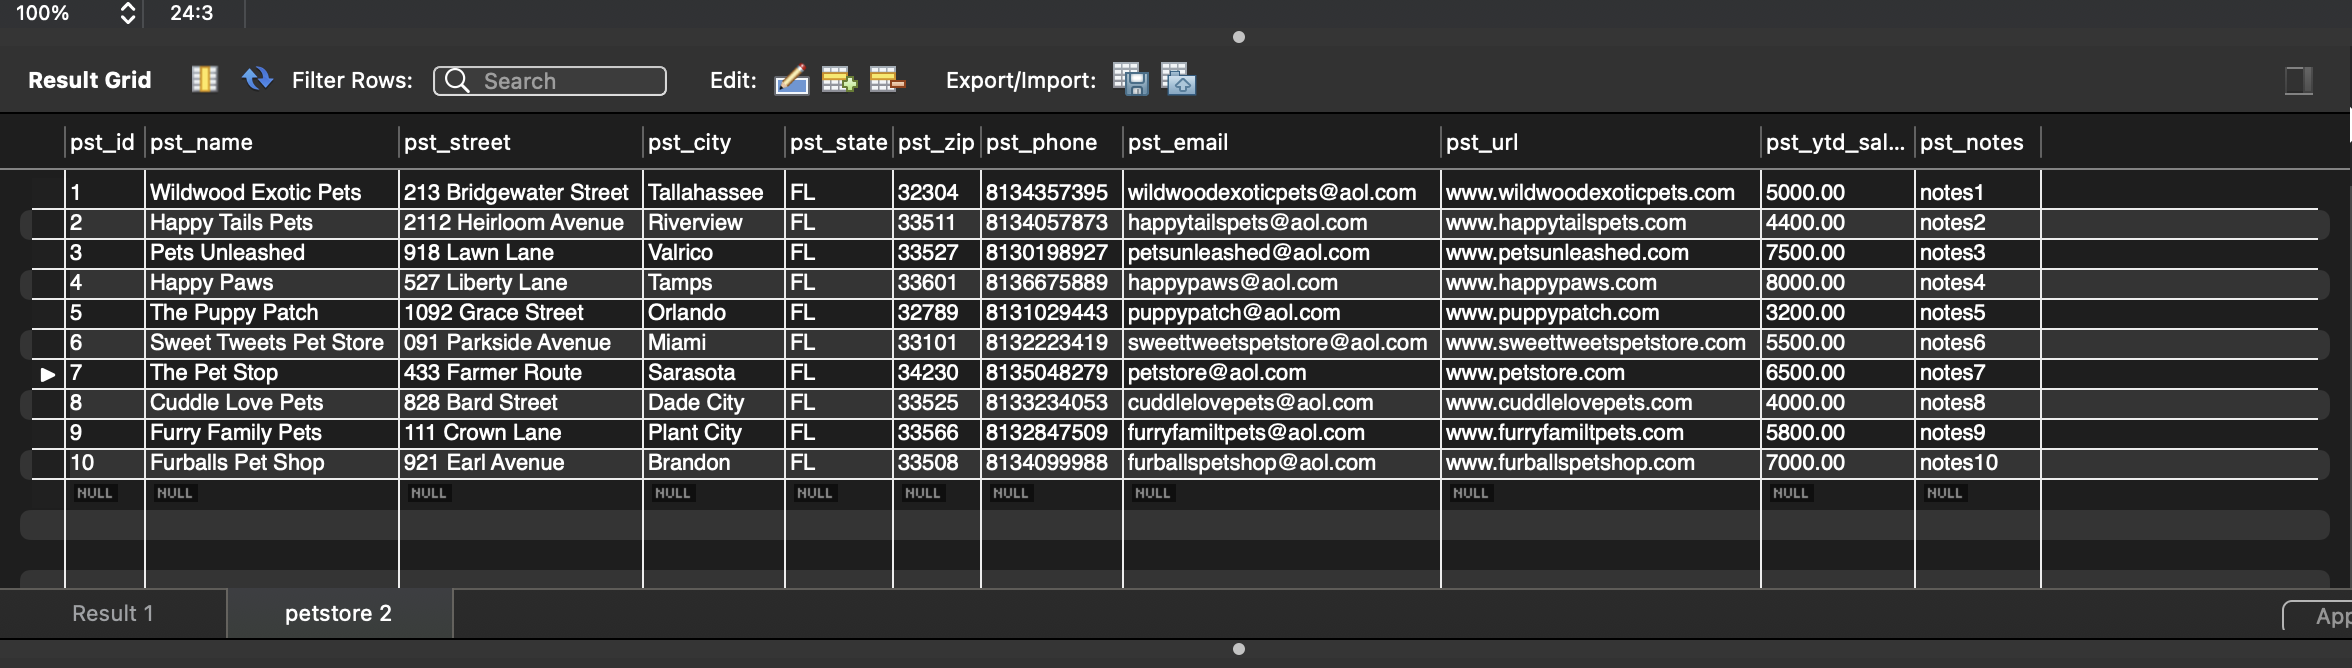 100% 24:3
Result Grid Filter Rows: Search Edit: Export/Import:
pst_id pst_name pst_street pst_city pst_state pst_zip pst_phone pst_email pst_url pst_ytd_sal... pst_notes
1 Wildwood Exotic Pets 213 Bridgewater Street Tallahassee FL 32304 8134357395 wildwoodexoticpets@aol.com www.wildwoodexoticpets.com 5000.00 notes1
2 Happy Tails Pets 2112 Heirloom Avenue Riverview FL 33511 8134057873 happytailspets@aol.com www.happytailspets.com 4400.00 notes2
3 Pets Unleashed 918 Lawn Lane Valrico FL 33527 8130198927 petsunleashed@aol.com www.petsunleashed.com 7500.00 notes3
4 Happy Paws 527 Liberty Lane Tamps FL 33601 8136675889 happypaws@aol.com www.happypaws.com 8000.00 notes4
5 The Puppy Patch 1092 Grace Street Orlando FL 32789 8131029443 puppypatch@aol.com www.puppypatch.com 3200.00 notes5
6 Sweet Tweets Pet Store 091 Parkside Avenue Miami FL 33101 8132223419 sweettweetspetstore@aol.com www.sweettweetspetstore.com 5500.00 notes6
7 The Pet Stop 433 Farmer Route Sarasota FL 34230 8135048279 petstore@aol.com www.petstore.com 6500.00 notes7
8 Cuddle Love Pets 828 Bard Street Dade City FL 33525 8133234053 cuddlelovepets@aol.com www.cuddlelovepets.com 4000.00 notes8
9 Furry Family Pets 111 Crown Lane Plant City FL 33566 8132847509 furryfamiltpets@aol.com www.furryfamiltpets.com 5800.00 notes9
10 Furballs Pet Shop 921 Earl Avenue Brandon FL 33508 8134099988 furballspetshop@aol.com www.furballspetshop.com 7000.00 notes10
NULL NULL NULL NULL NULL NULL NULL NULL NULL NULL NULL
Result 1 petstore 2 App